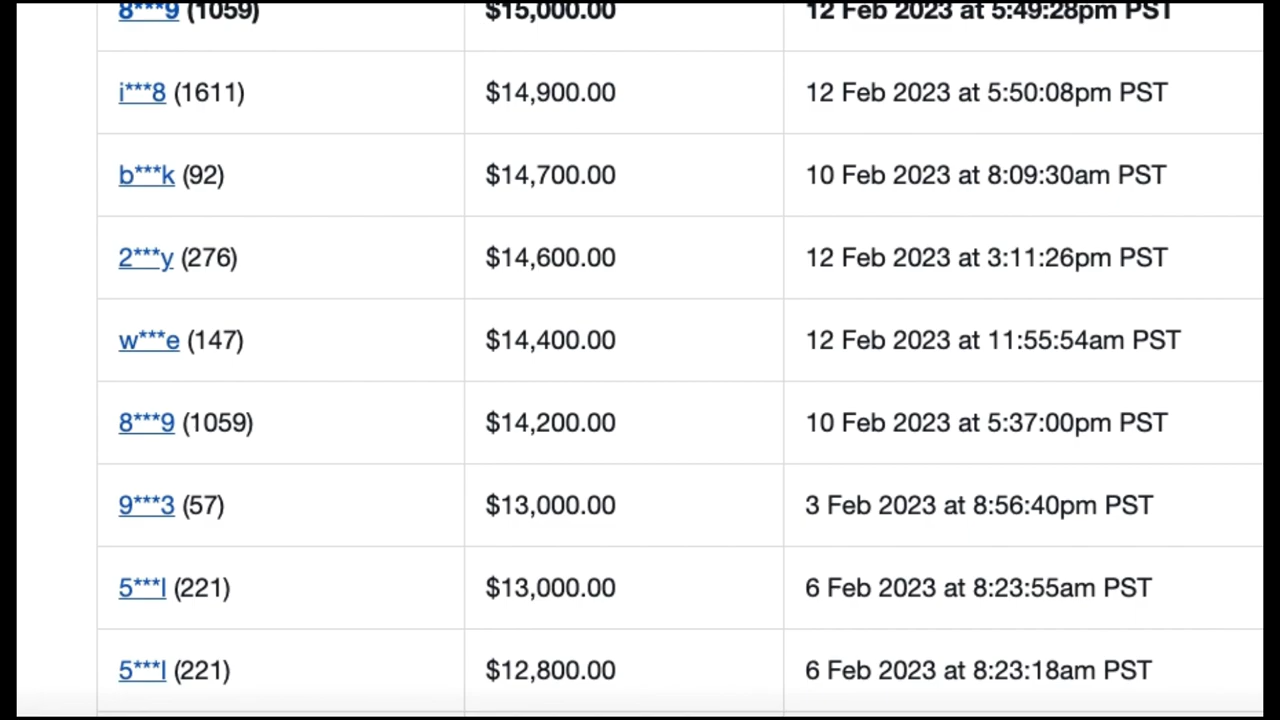 8***9 (1059) $15,000.00 12 Feb 2023 at 5:49:28pm PST
i***8 (1611) $14,900.00 12 Feb 2023 at 5:50:08pm PST
b***k (92) $14,700.00 10 Feb 2023 at 8:09:30am PST
2***y (276) $14,600.00 12 Feb 2023 at 3:11:26pm PST
w***e (147) $14,400.00 12 Feb 2023 at 11:55:54am PST
8***9 (1059) $14,200.00 10 Feb 2023 at 5:37:00pm PST
9***3 (57) $13,000.00 3 Feb 2023 at 8:56:40pm PST
5***l (221) $13,000.00 6 Feb 2023 at 8:23:55am PST
5***l (221) $12,800.00 6 Feb 2023 at 8:23:18am PST